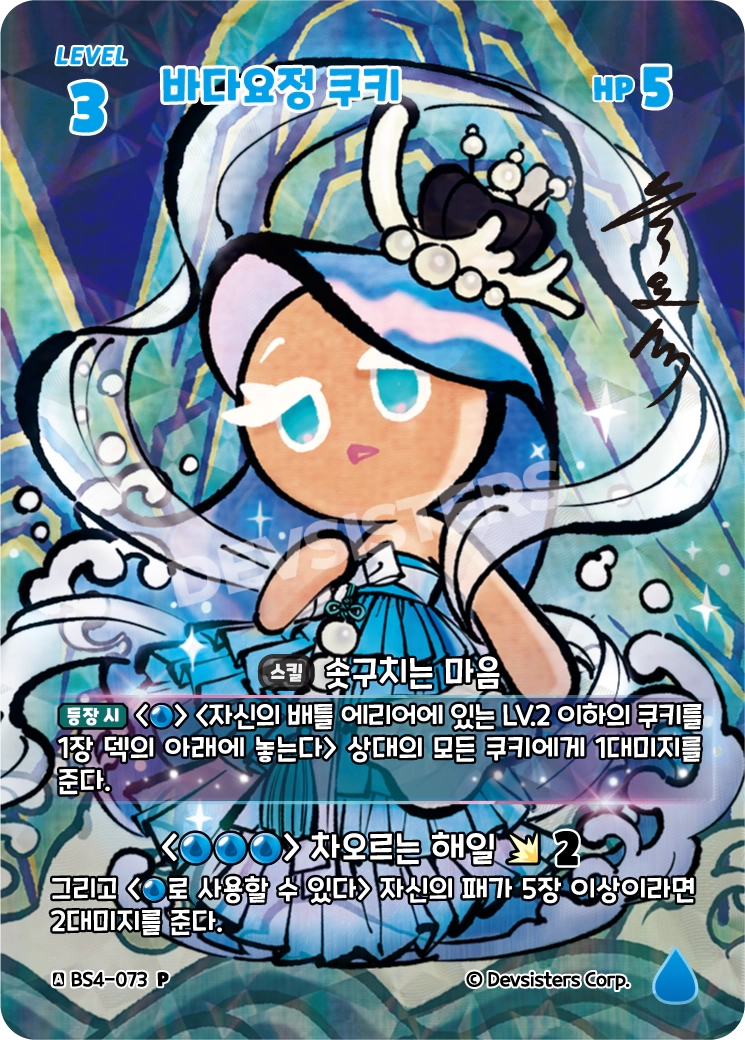 LEVEL
3
바다요정 쿠키
HP 5
DEVSISTERS
스킬 솟구치는 마음
등장 시 < > <자신의 배틀 에리어에 있는 LV.2 이하의 쿠키를
1장 덱의 아래에 놓는다> 상대의 모든 쿠키에게 1대미지를
준다.
< > 차오르는 해일 2
그리고 < 로 사용할 수 있다> 자신의 패가 5장 이상이라면
2대미지를 준다.
A BS4-073 P
© Devsisters Corp.